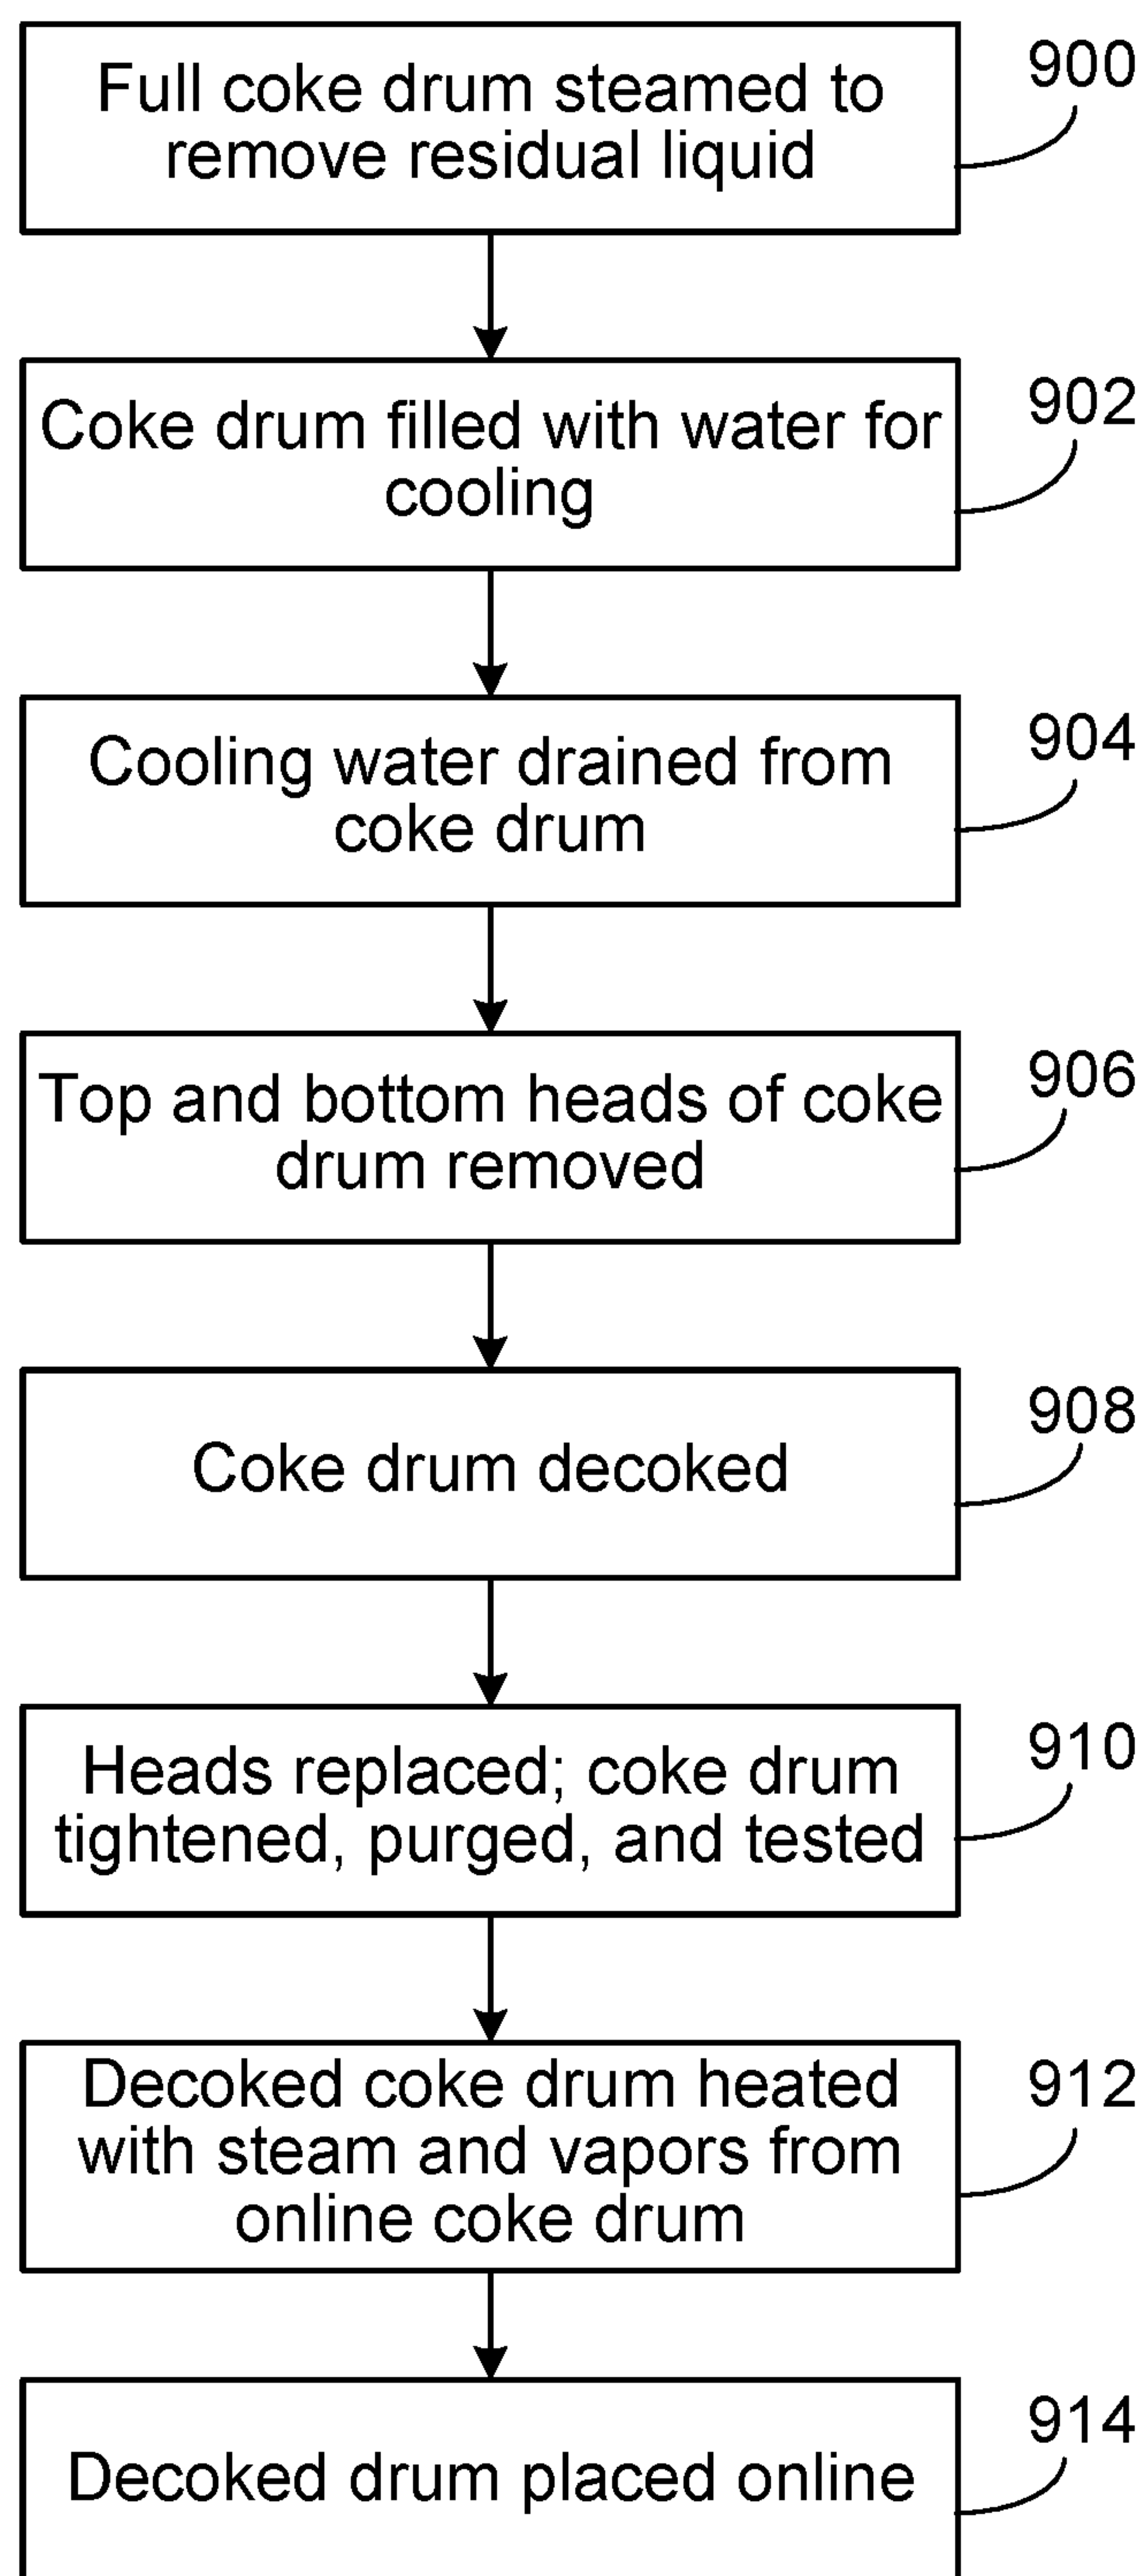 Full coke drum steamed to
remove residual liquid
900
Coke drum filled with water for
cooling
902
Cooling water drained from
coke drum
904
Top and bottom heads of coke
drum removed
906
Coke drum decoked
908
Heads replaced; coke drum
tightened, purged, and tested
910
Decoked coke drum heated
with steam and vapors from
online coke drum
912
Decoked drum placed online
914